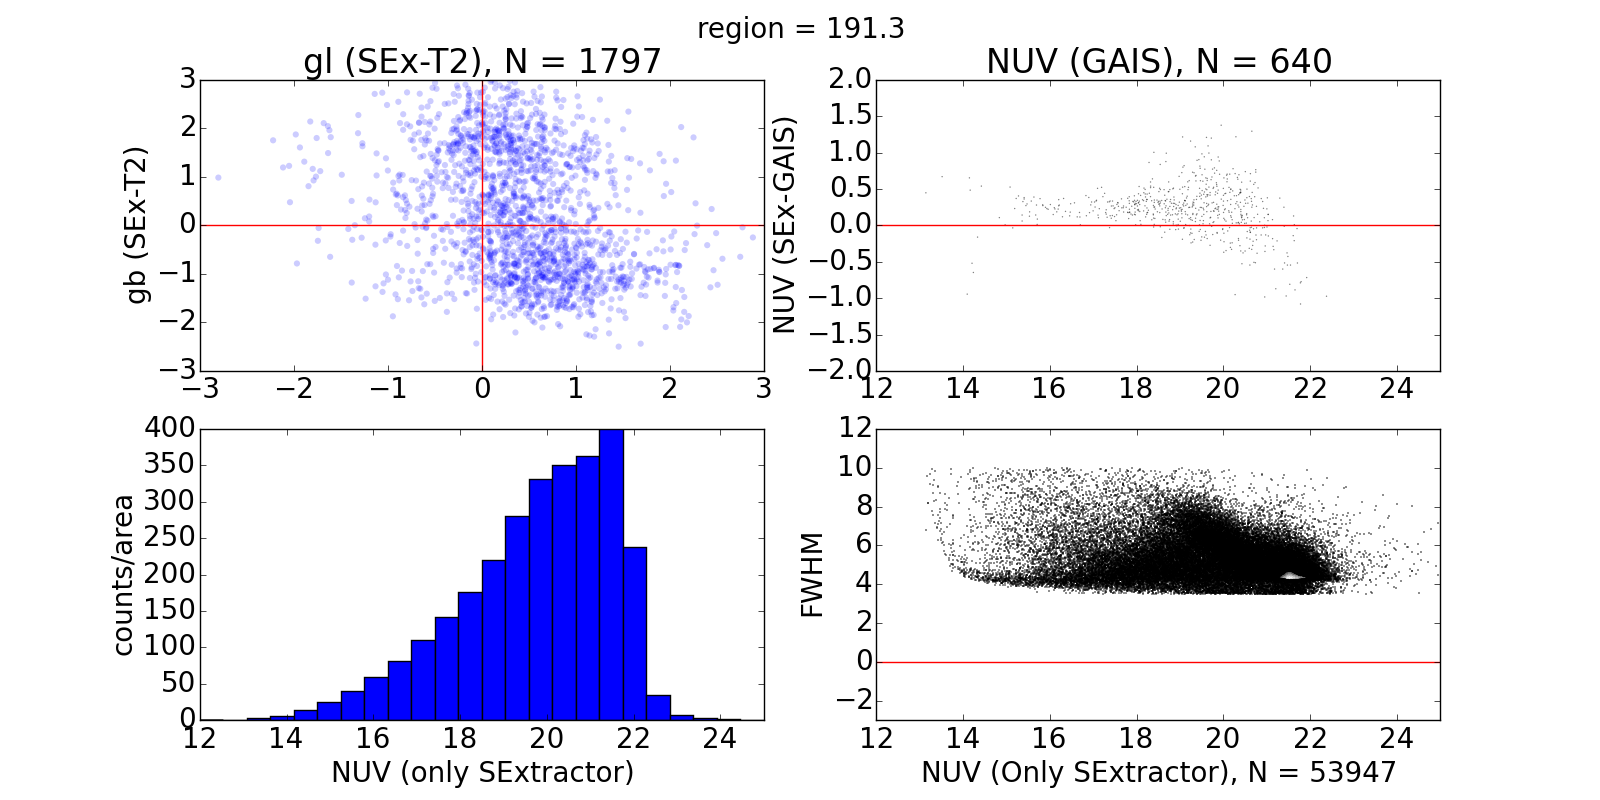 region = 191.3
gl (SEx-T2), N = 1797
NUV (GAIS), N = 640
gb (SEx-T2)
3
2
1
0
−1
−2
−3
−3 −2 −1 0 1 2 3
NUV (SEx-GAIS)
2.0
1.5
1.0
0.5
0.0
−0.5
−1.0
−1.5
−2.0
12 14 16 18 20 22 24
counts/area
400
350
300
250
200
150
100
50
0
12 14 16 18 20 22 24
NUV (only SExtractor)
FWHM
12
10
8
6
4
2
0
−2
12 14 16 18 20 22 24
NUV (Only SExtractor), N = 53947